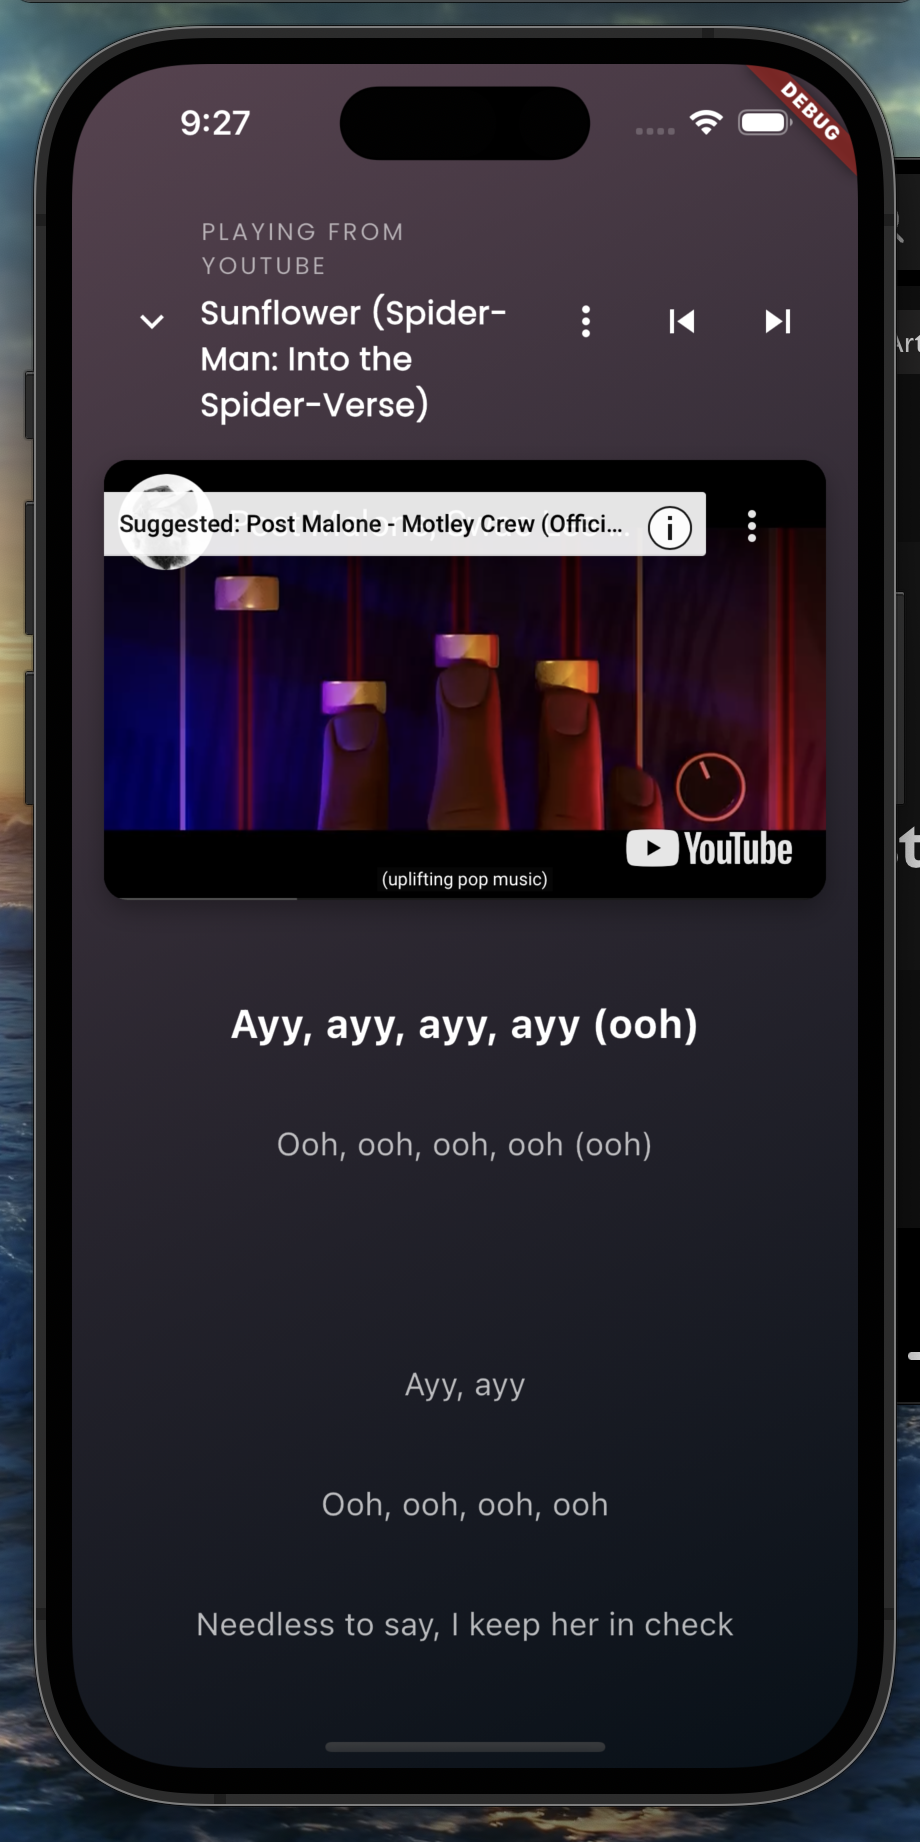 9:27
DEBUG
PLAYING FROM
YOUTUBE
Sunflower (Spider-
Man: Into the
Spider-Verse)
Suggested: Post Malone - Motley Crew (Offici...
YouTube
(uplifting pop music)
Ayy, ayy, ayy, ayy (ooh)
Ooh, ooh, ooh, ooh (ooh)
Ayy, ayy
Ooh, ooh, ooh, ooh
Needless to say, I keep her in check